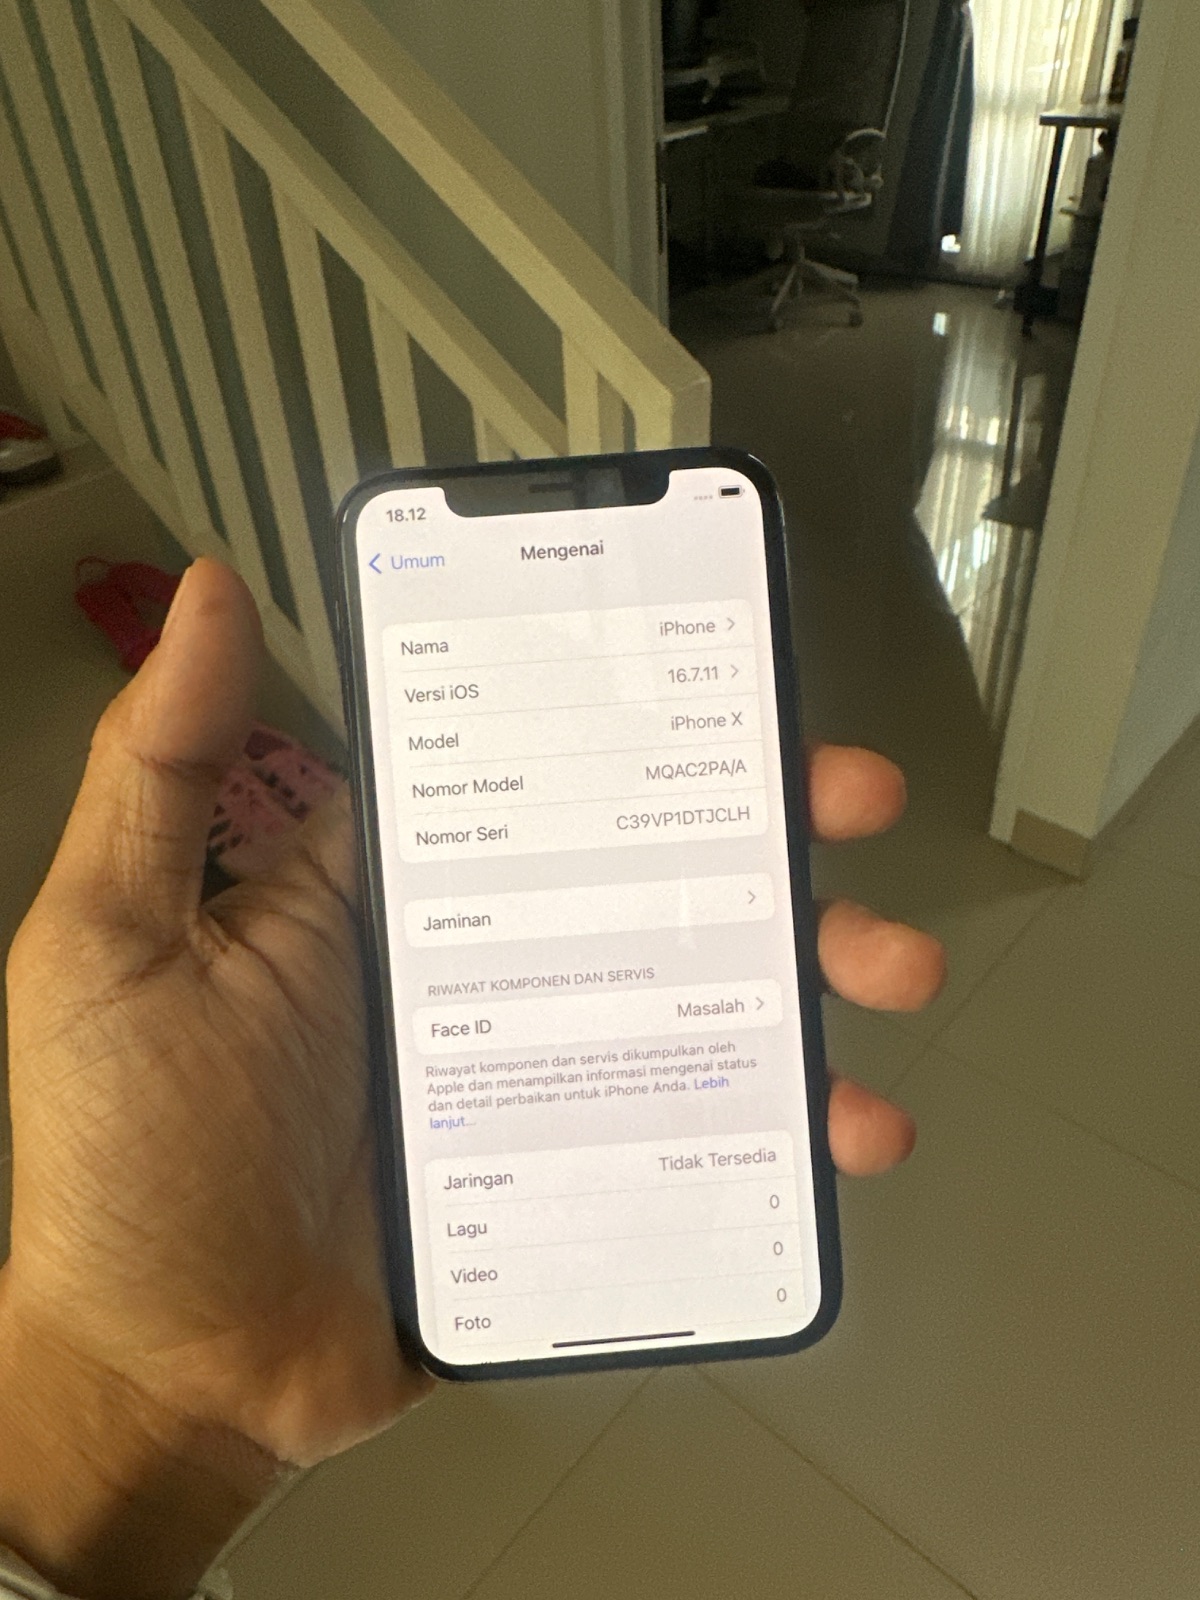 18.12
Umum
Mengenai
Nama iPhone
Versi iOS 16.7.11
Model iPhone X
Nomor Model MQAC2PA/A
Nomor Seri C39VP1DTJCLH
Jaminan
RIWAYAT KOMPONEN DAN SERVIS
Face ID Masalah
Riwayat komponen dan servis dikumpulkan oleh
Apple dan menampilkan informasi mengenai status
dan detail perbaikan untuk iPhone Anda. Lebih
lanjut...
Jaringan Tidak Tersedia
Lagu 0
Video 0
Foto 0